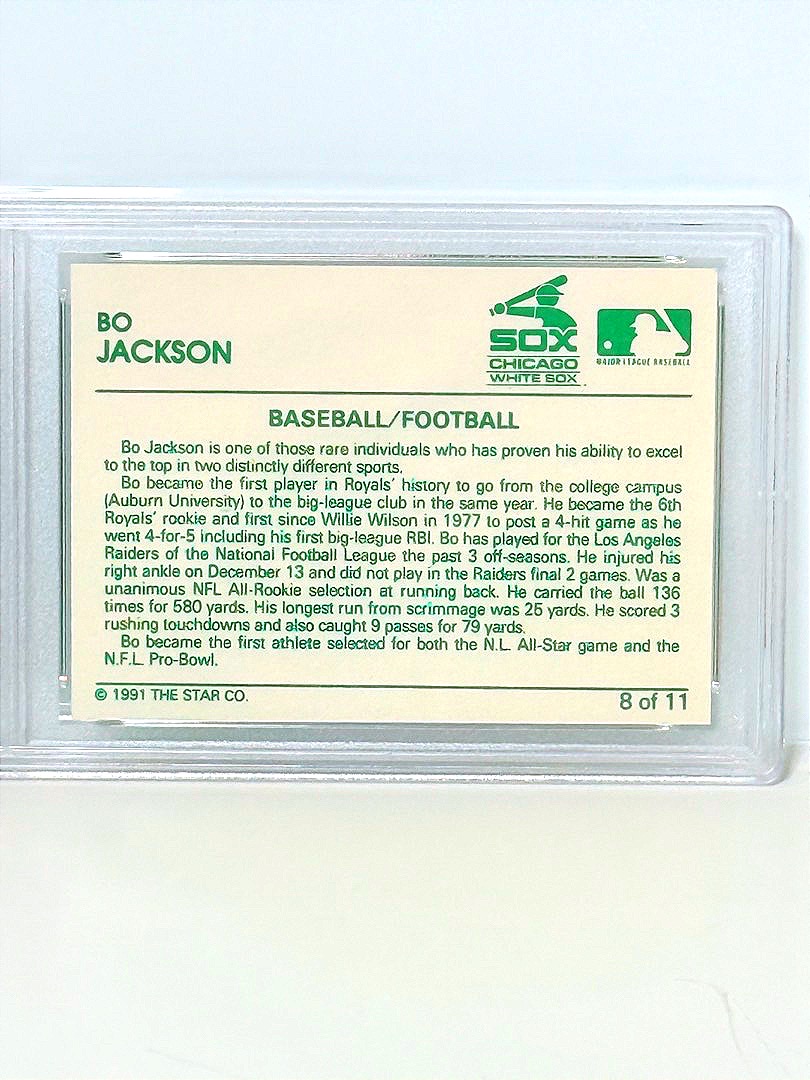 BO
JACKSON
SOX
CHICAGO
WHITE SOX
MAJOR LEAGUE BASEBALL
BASEBALL/FOOTBALL
Bo Jackson is one of those rare individuals who has proven his ability to excel
to the top in two distinctly different sports.
Bo became the first player in Royals' history to go from the college campus
(Auburn University) to the big-league club in the same year. He became the 6th
Royals' rookie and first since Willie Wilson in 1977 to post a 4-hit game as he
went 4-for-5 including his first big-league RBI. Bo has played for the Los Angeles
Raiders of the National Football League the past 3 off-seasons. He injured his
right ankle on December 13 and did not play in the Raiders final 2 games. Was a
unanimous NFL All-Rookie selection at running back. He carried the ball 136
times for 580 yards. His longest run from scrimmage was 25 yards. He scored 3
rushing touchdowns and also caught 9 passes for 79 yards.
Bo became the first athlete selected for both the N.L. All-Star game and the
N.F.L. Pro-Bowl.
© 1991 THE STAR CO.
8 of 11